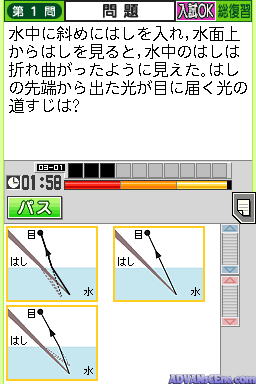 第1問
問題
入試OK
総復習
水中に斜めにはしを入れ,水面上
からはしを見ると,水中のはしは
折れ曲がったように見えた。はし
の先端から出た光が目に届く光の
道すじは?
03-01
01:58
パス
目
はし
水
目
はし
水
目
はし
水
ADVANSCENE.COM